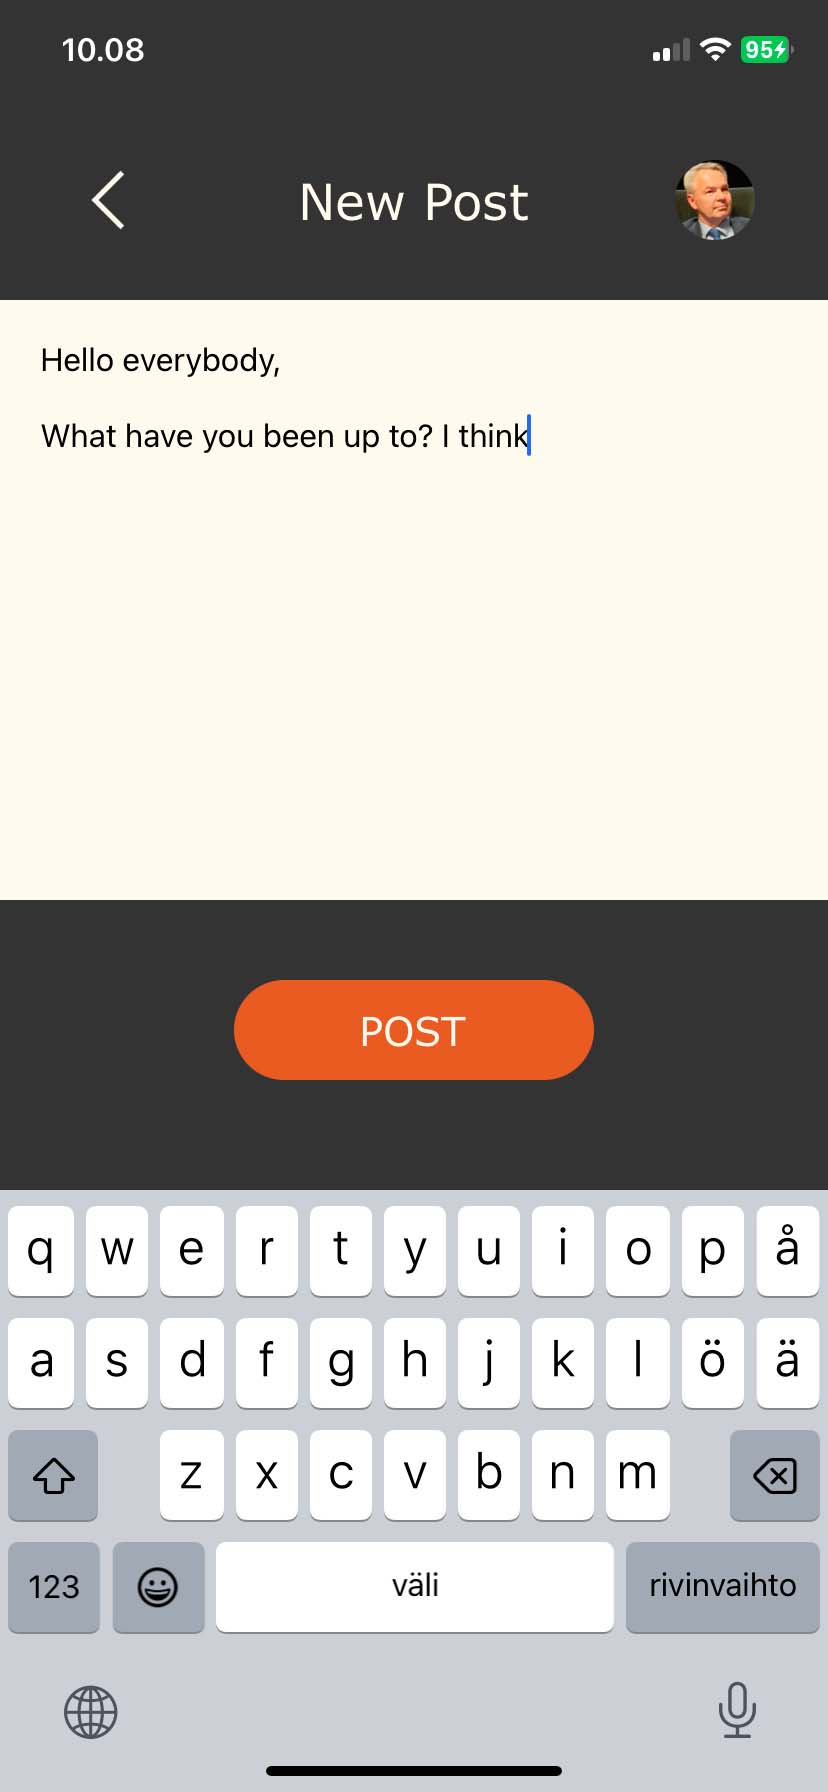 10.08
95
New Post
Hello everybody,
What have you been up to? I think
POST
q w e r t y u i o p å
a s d f g h j k l ö ä
z x c v b n m
123 väli rivinvaihto